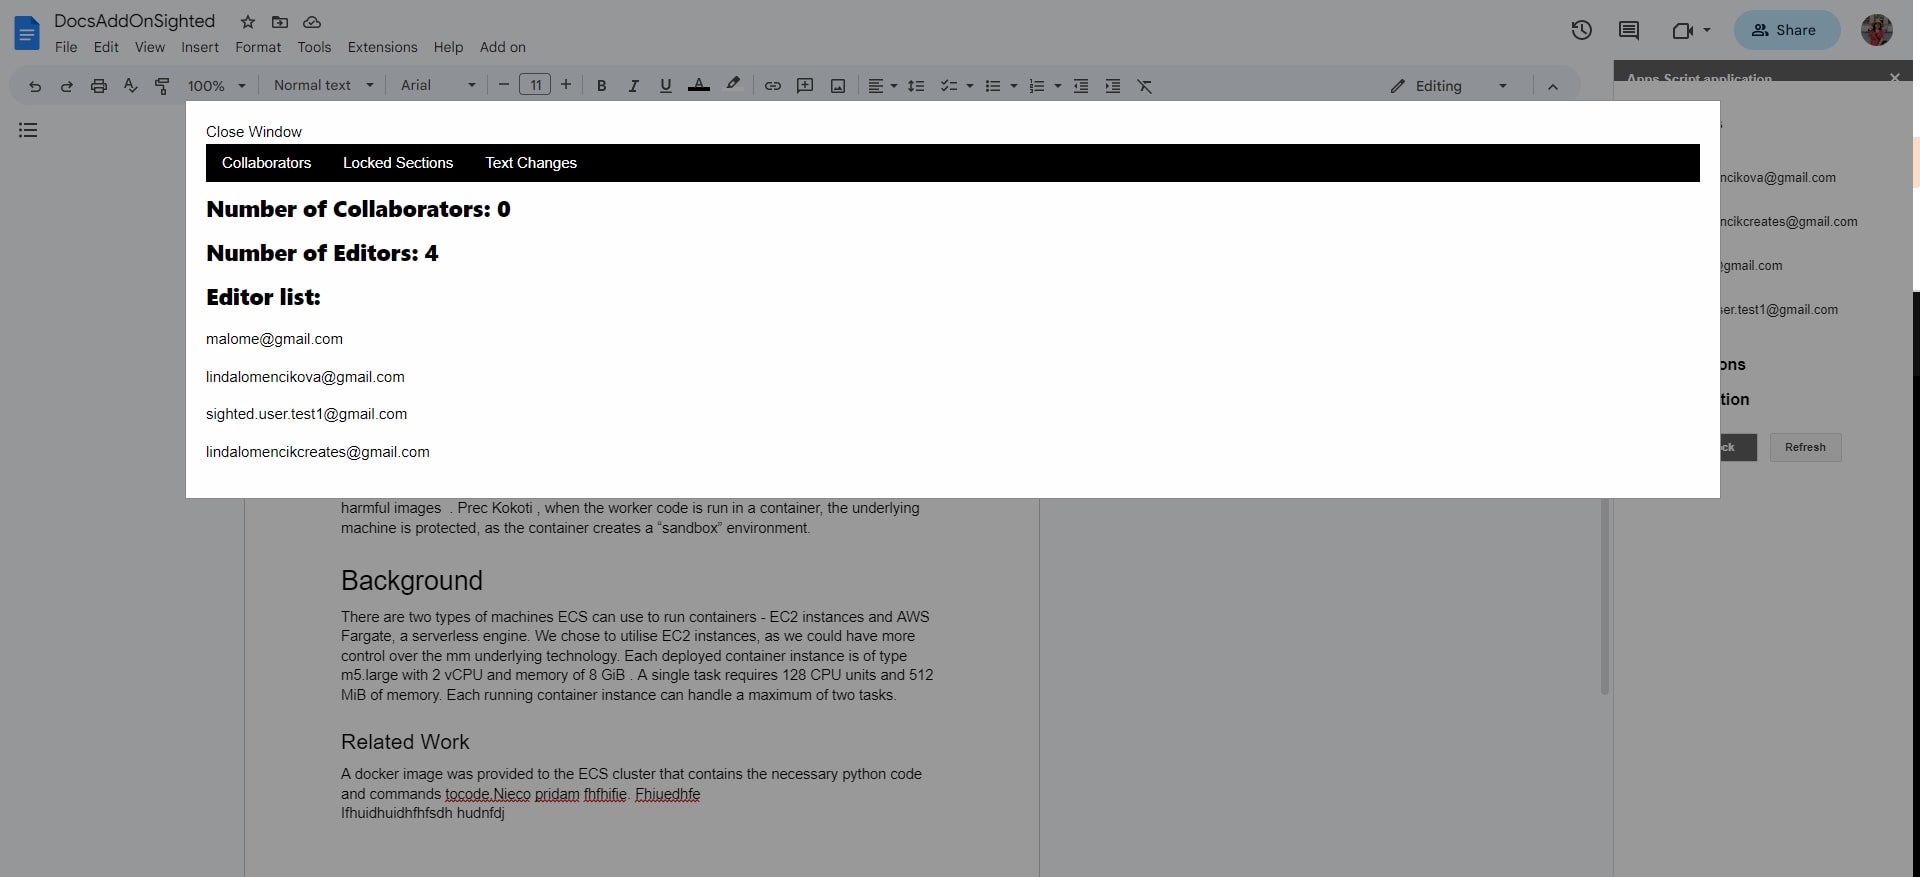 DocsAddOnSighted
File Edit View Insert Format Tools Extensions Help Add on
Share
100% Normal text Arial 11 Editing
Apps Script application
Close Window
Collaborators Locked Sections Text Changes
Number of Collaborators: 0
Number of Editors: 4
Editor list:
malome@gmail.com
lindalomencikova@gmail.com
sighted.user.test1@gmail.com
lindalomencikcreates@gmail.com
ncikova@gmail.com
ncikcreates@gmail.com
@gmail.com
ser.test1@gmail.com
ons
tion
ck Refresh
harmful images . Prec Kokoti , when the worker code is run in a container, the underlying
machine is protected, as the container creates a “sandbox” environment.
Background
There are two types of machines ECS can use to run containers - EC2 instances and AWS
Fargate, a serverless engine. We chose to utilise EC2 instances, as we could have more
control over the mm underlying technology. Each deployed container instance is of type
m5.large with 2 vCPU and memory of 8 GiB . A single task requires 128 CPU units and 512
MiB of memory. Each running container instance can handle a maximum of two tasks.
Related Work
A docker image was provided to the ECS cluster that contains the necessary python code
and commands tocode.Nieco pridam fhfhifie. Fhiuedhfe